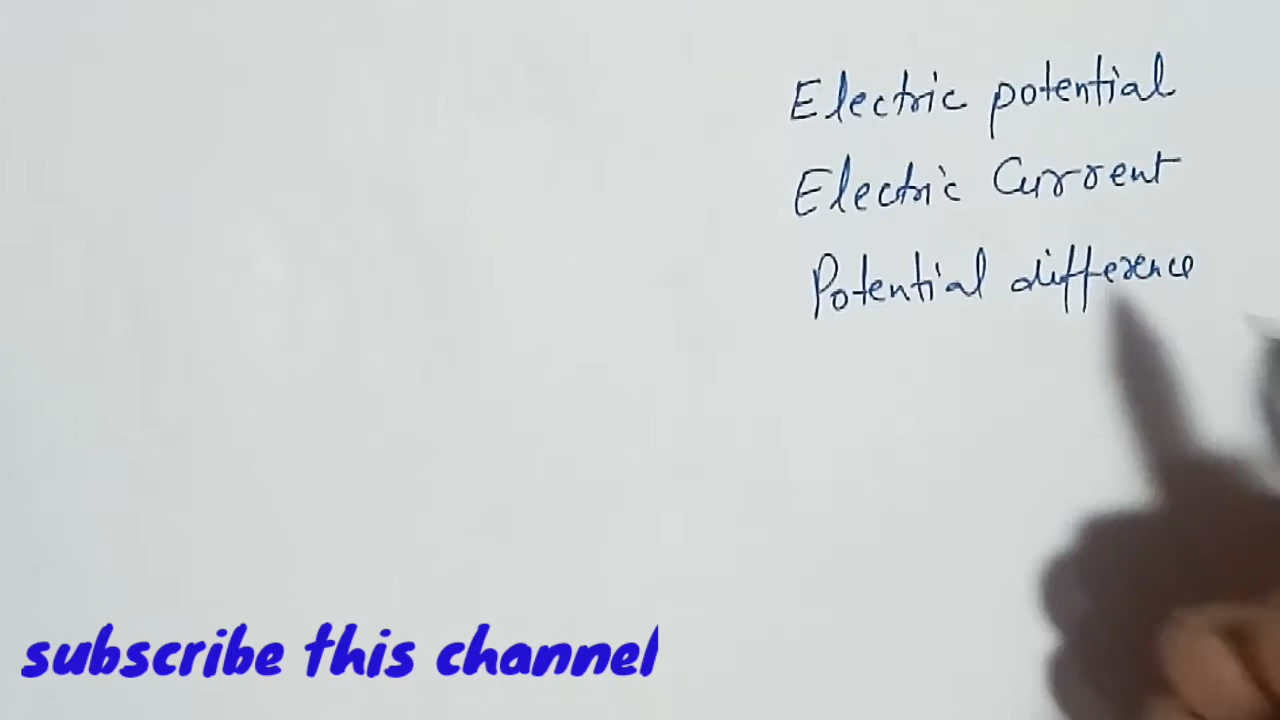 Electric potential
Electric Current
Potential difference
subscribe this channel